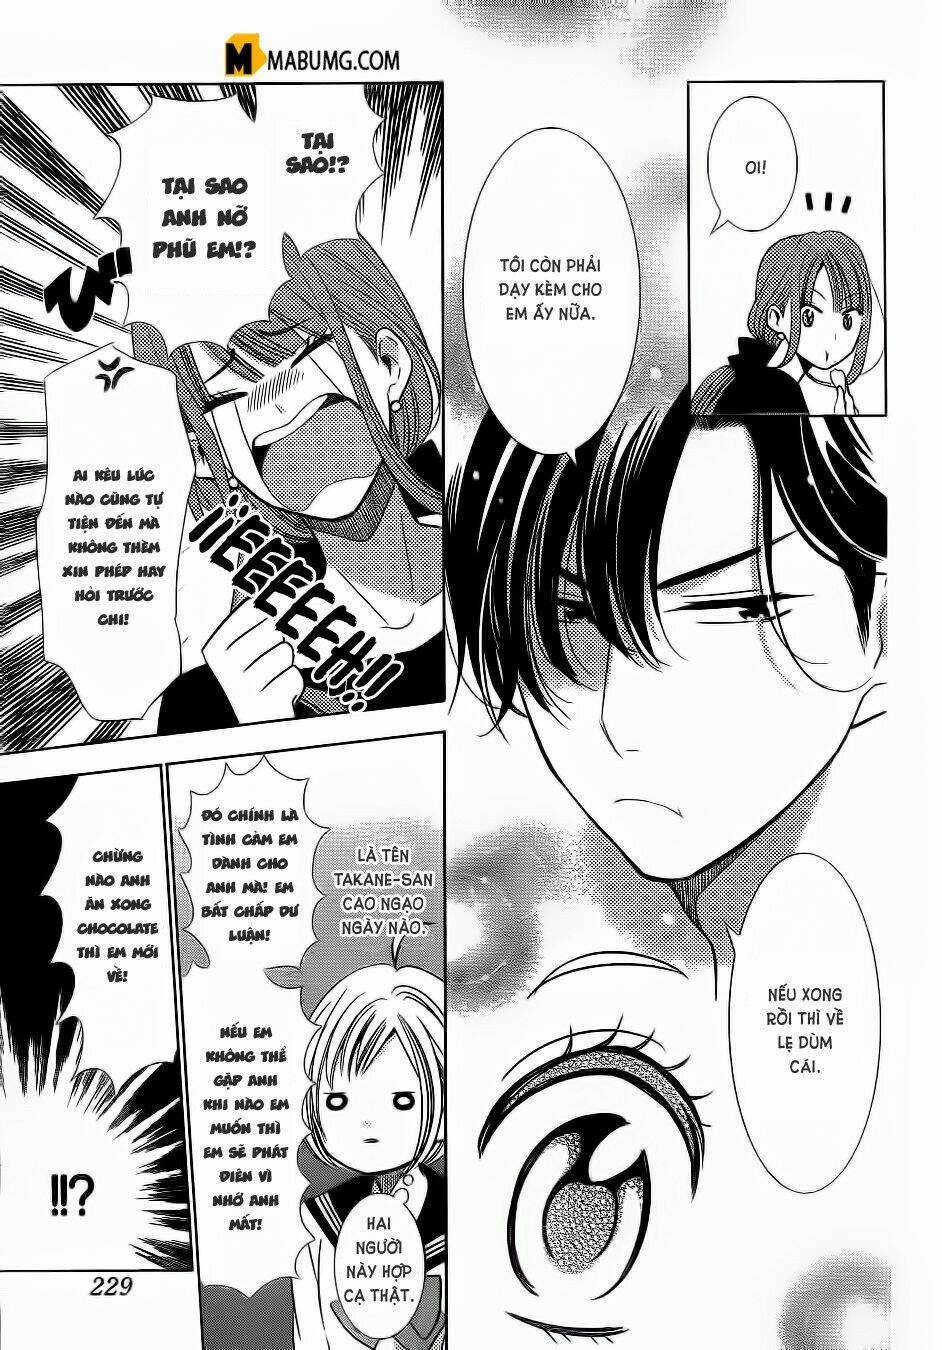 MABUMG.COM
OI!
TÔI CÒN PHẢI
DẠY KÈM CHO
EM ẤY NỮA.
NẾU XONG
RỒI THÌ VỀ
LẸ DÙM
CÁI.
TẠI
SAO!?
TẠI SAO
ANH NỠ
PHŨ EM!?
AI KÊU LÚC
NÀO CŨNG TỰ
TIỆN ĐẾN MÀ
KHÔNG THÈM
XIN PHÉP HAY
HỎI TRƯỚC
CHI!
¡¡EEEEEH!!
LÀ TÊN
TAKANE-SAN
CAO NGẠO
NGÀY NÀO.
HAI
NGƯỜI
NÀY HỢP
CẠ THẬT.
ĐÓ CHÍNH LÀ
TÌNH CẢM EM
DÀNH CHO
ANH MÀ! EM
BẤT CHẤP DƯ
LUẬN!
NẾU EM
KHÔNG THỂ
GẶP ANH
KHI NÀO EM
MUỐN THÌ
EM SẼ PHÁT
ĐIÊN VÌ
NHỚ ANH
MẤT!
CHỪNG
NÀO ANH
ĂN XONG
CHOCOLATE
THÌ EM MỚI
VỀ!
!!?
229